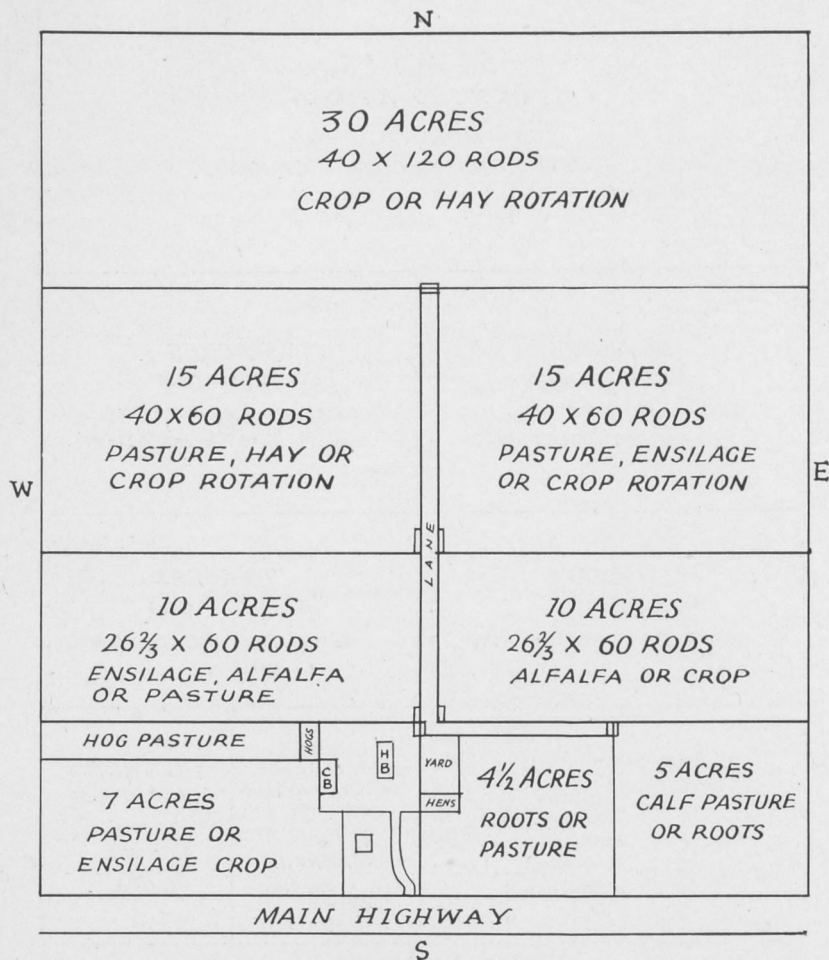 N
30 ACRES
40 X 120 RODS
CROP OR HAY ROTATION
15 ACRES
40 X 60 RODS
PASTURE, HAY OR
CROP ROTATION
15 ACRES
40 X 60 RODS
PASTURE, ENSILAGE
OR CROP ROTATION
W
E
LANE
10 ACRES
26⅔ X 60 RODS
ENSILAGE, ALFALFA
OR PASTURE
10 ACRES
26⅔ X 60 RODS
ALFALFA OR CROP
HOG PASTURE
HOGS
HB
CB
YARD
HENS
7 ACRES
PASTURE OR
ENSILAGE CROP
4½ ACRES
ROOTS OR
PASTURE
5 ACRES
CALF PASTURE
OR ROOTS
MAIN HIGHWAY
S